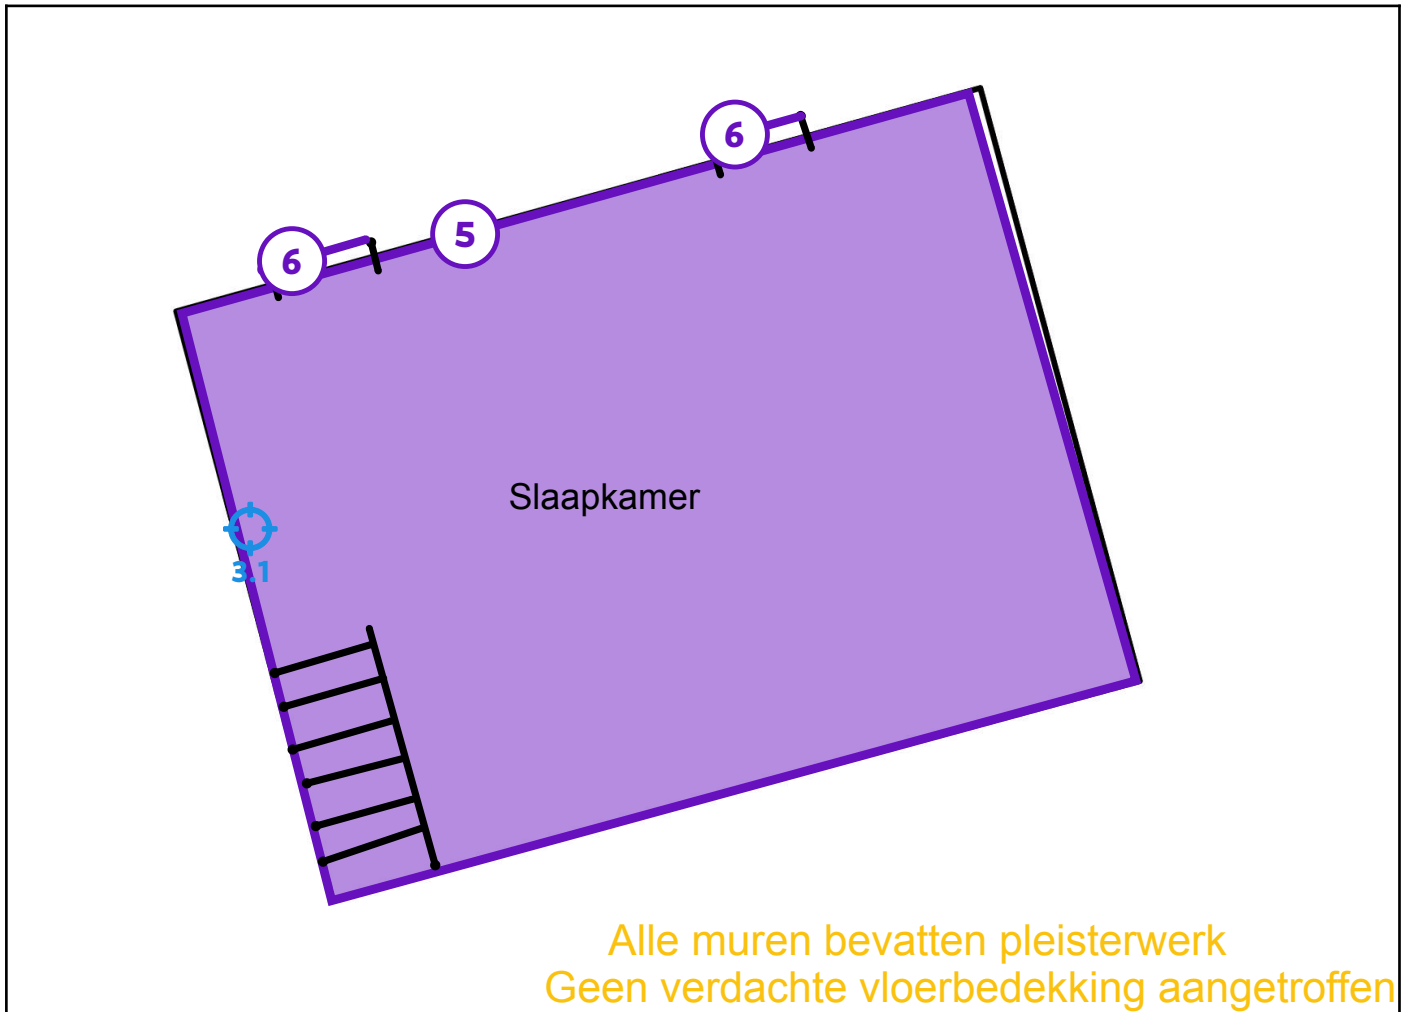 6
5
6
Slaapkamer
3.1
Alle muren bevatten pleisterwerk
Geen verdachte vloerbedekking aangetroffen